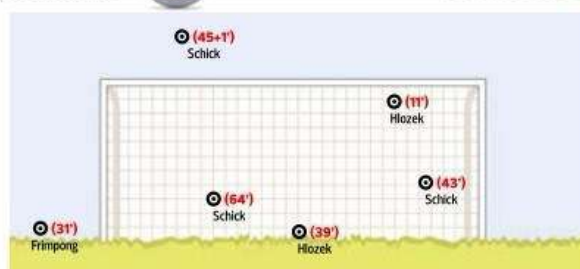 (45+1')
Schick
(11')
Hlozek
(43')
Schick
(64')
Schick
(31')
Frimpong
(39')
Hlozek